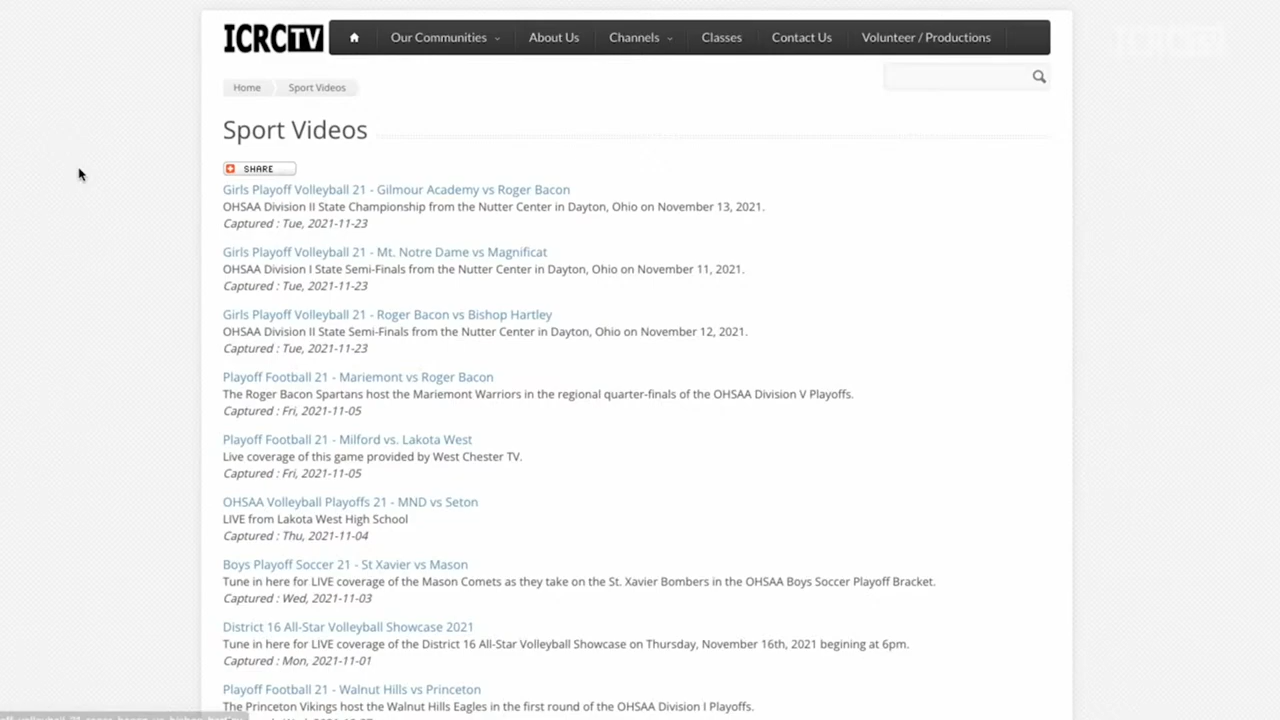 ICRCTV
Our Communities
About Us
Channels
Classes
Contact Us
Volunteer / Productions
Home
Sport Videos
Sport Videos
SHARE
Girls Playoff Volleyball 21 - Gilmour Academy vs Roger Bacon
OHSAA Division II State Championship from the Nutter Center in Dayton, Ohio on November 13, 2021.
Captured : Tue, 2021-11-23
Girls Playoff Volleyball 21 - Mt. Notre Dame vs Magnificat
OHSAA Division I State Semi-Finals from the Nutter Center in Dayton, Ohio on November 11, 2021.
Captured : Tue, 2021-11-23
Girls Playoff Volleyball 21 - Roger Bacon vs Bishop Hartley
OHSAA Division II State Semi-Finals from the Nutter Center in Dayton, Ohio on November 12, 2021.
Captured : Tue, 2021-11-23
Playoff Football 21 - Mariemont vs Roger Bacon
The Roger Bacon Spartans host the Mariemont Warriors in the regional quarter-finals of the OHSAA Division V Playoffs.
Captured : Fri, 2021-11-05
Playoff Football 21 - Milford vs. Lakota West
Live coverage of this game provided by West Chester TV.
Captured : Fri, 2021-11-05
OHSAA Volleyball Playoffs 21 - MND vs Seton
LIVE from Lakota West High School
Captured : Thu, 2021-11-04
Boys Playoff Soccer 21 - St Xavier vs Mason
Tune in here for LIVE coverage of the Mason Comets as they take on the St. Xavier Bombers in the OHSAA Boys Soccer Playoff Bracket.
Captured : Wed, 2021-11-03
District 16 All-Star Volleyball Showcase 2021
Tune in here for LIVE coverage of the District 16 All-Star Volleyball Showcase on Thursday, November 16th, 2021 begining at 6pm.
Captured : Mon, 2021-11-01
Playoff Football 21 - Walnut Hills vs Princeton
The Princeton Vikings host the Walnut Hills Eagles in the first round of the OHSAA Division I Playoffs.